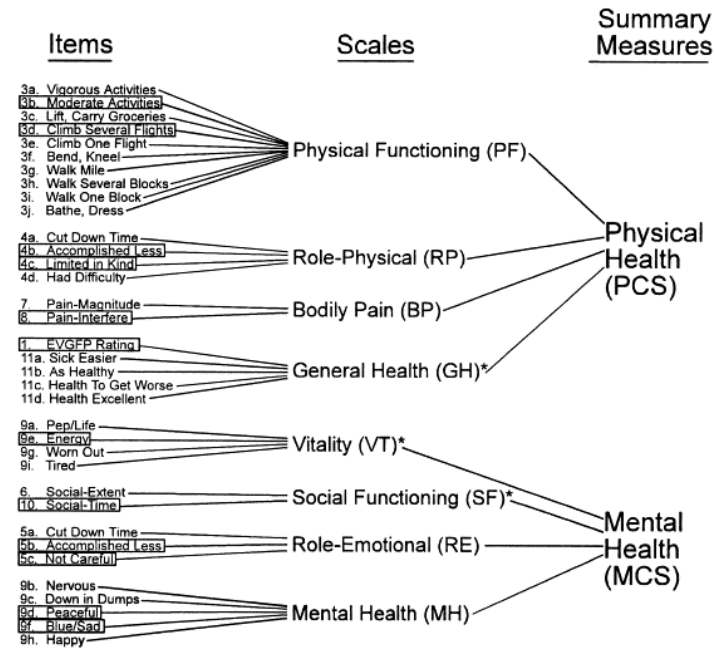 Items
Scales
Summary
Measures
3a. Vigorous Activities
3b. Moderate Activities
3c. Lift, Carry Groceries
3d. Climb Several Flights
3e. Climb One Flight
3f. Bend, Kneel
3g. Walk Mile
3h. Walk Several Blocks
3i. Walk One Block
3j. Bathe, Dress
Physical Functioning (PF)
4a. Cut Down Time
4b. Accomplished Less
4c. Limited in Kind
4d. Had Difficulty
Role-Physical (RP)
7. Pain-Magnitude
8. Pain-Interfere
Bodily Pain (BP)
1. EVGFP Rating
11a. Sick Easier
11b. As Healthy
11c. Health To Get Worse
11d. Health Excellent
General Health (GH)*
Physical
Health
(PCS)
9a. Pep/Life
9e. Energy
9g. Worn Out
9i. Tired
Vitality (VT)*
6. Social-Extent
10. Social-Time
Social Functioning (SF)*
5a. Cut Down Time
5b. Accomplished Less
5c. Not Careful
Role-Emotional (RE)
9b. Nervous
9c. Down in Dumps
9d. Peaceful
9f. Blue/Sad
9h. Happy
Mental Health (MH)
Mental
Health
(MCS)